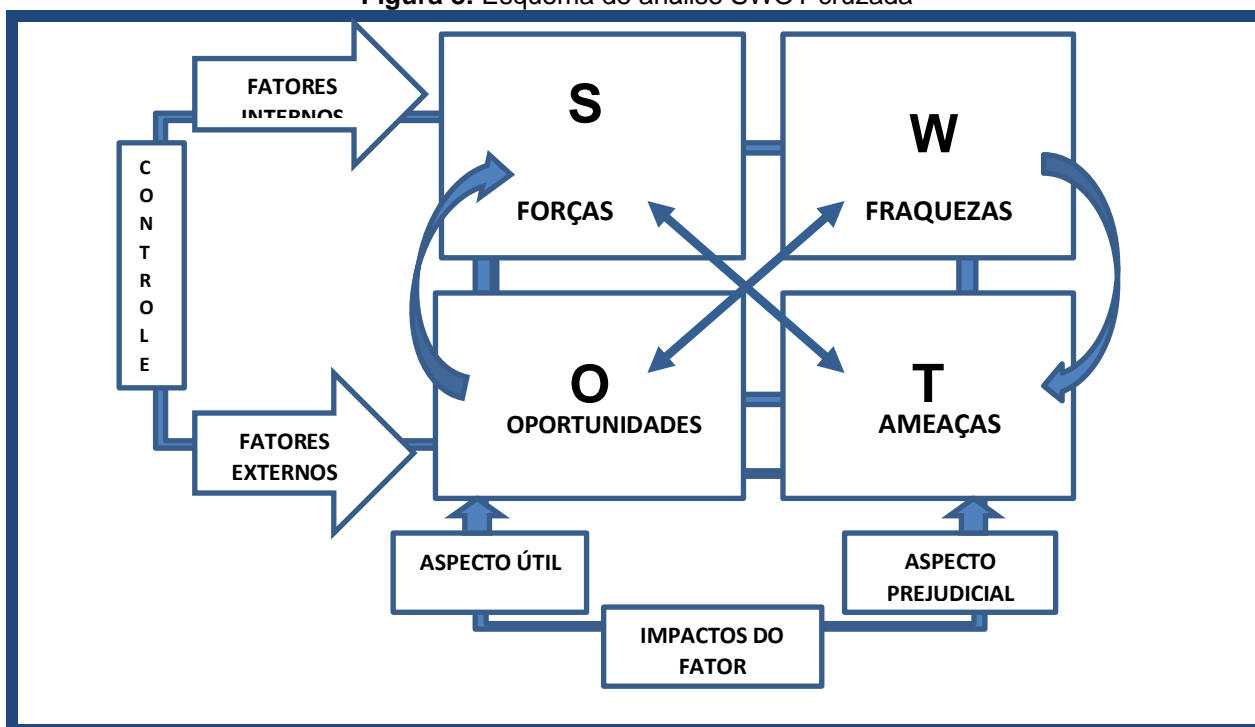 Esquema de análise SWOT cruzada
FATORES
INTERNOS
S
FORÇAS
W
FRAQUEZAS
C
O
N
T
R
O
L
E
FATORES
EXTERNOS
O
OPORTUNIDADES
T
AMEAÇAS
ASPECTO ÚTIL
ASPECTO
PREJUDICIAL
IMPACTOS DO
FATOR